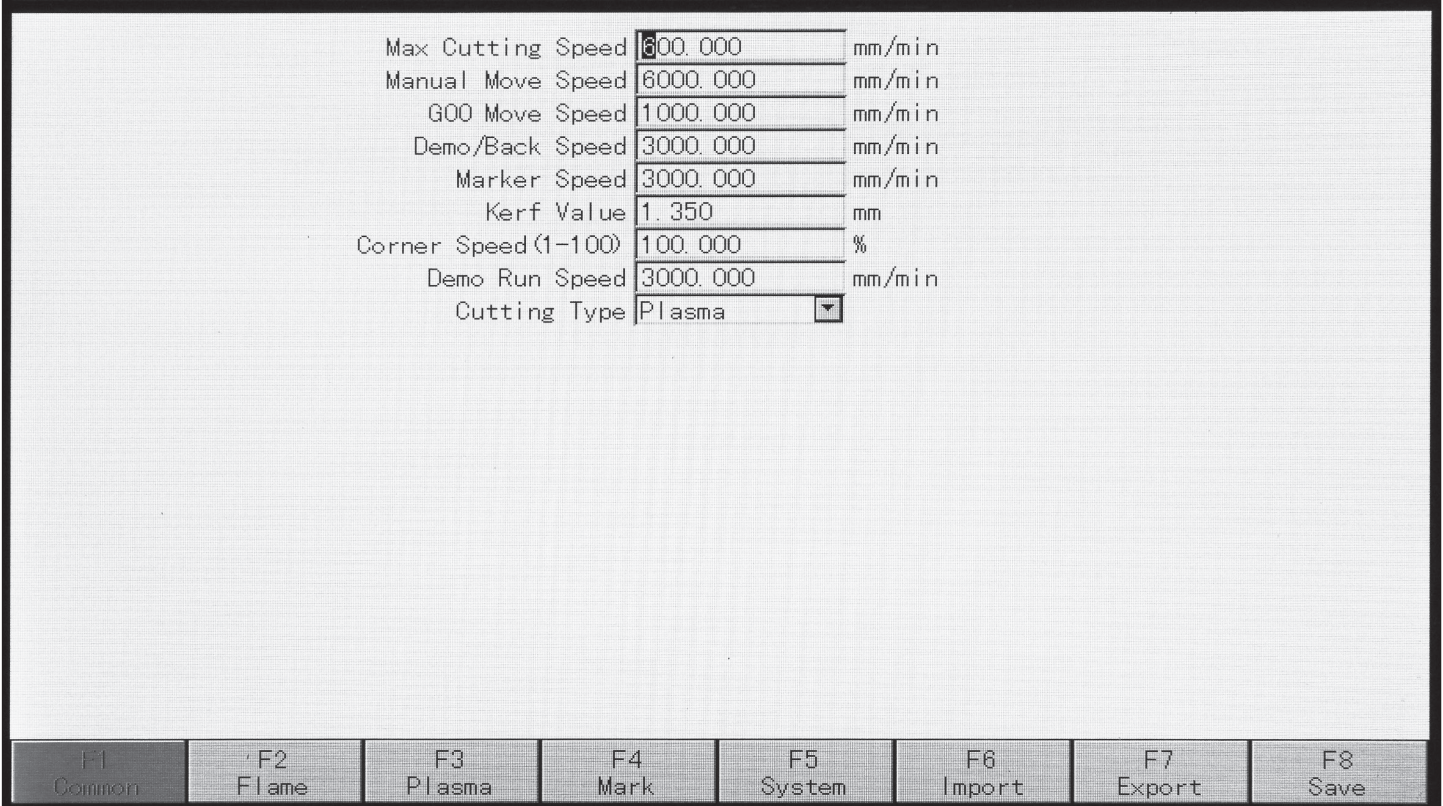 Max Cutting Speed 600.000 mm/min
Manual Move Speed 6000.000 mm/min
G00 Move Speed 1000.000 mm/min
Demo/Back Speed 3000.000 mm/min
Marker Speed 3000.000 mm/min
Kerf Value 1.350 mm
Corner Speed(1-100) 100.000 %
Demo Run Speed 3000.000 mm/min
Cutting Type Plasma
F1 F2 F3 F4 F5 F6 F7 F8
Common Flame Plasma Mark System Import Export Save